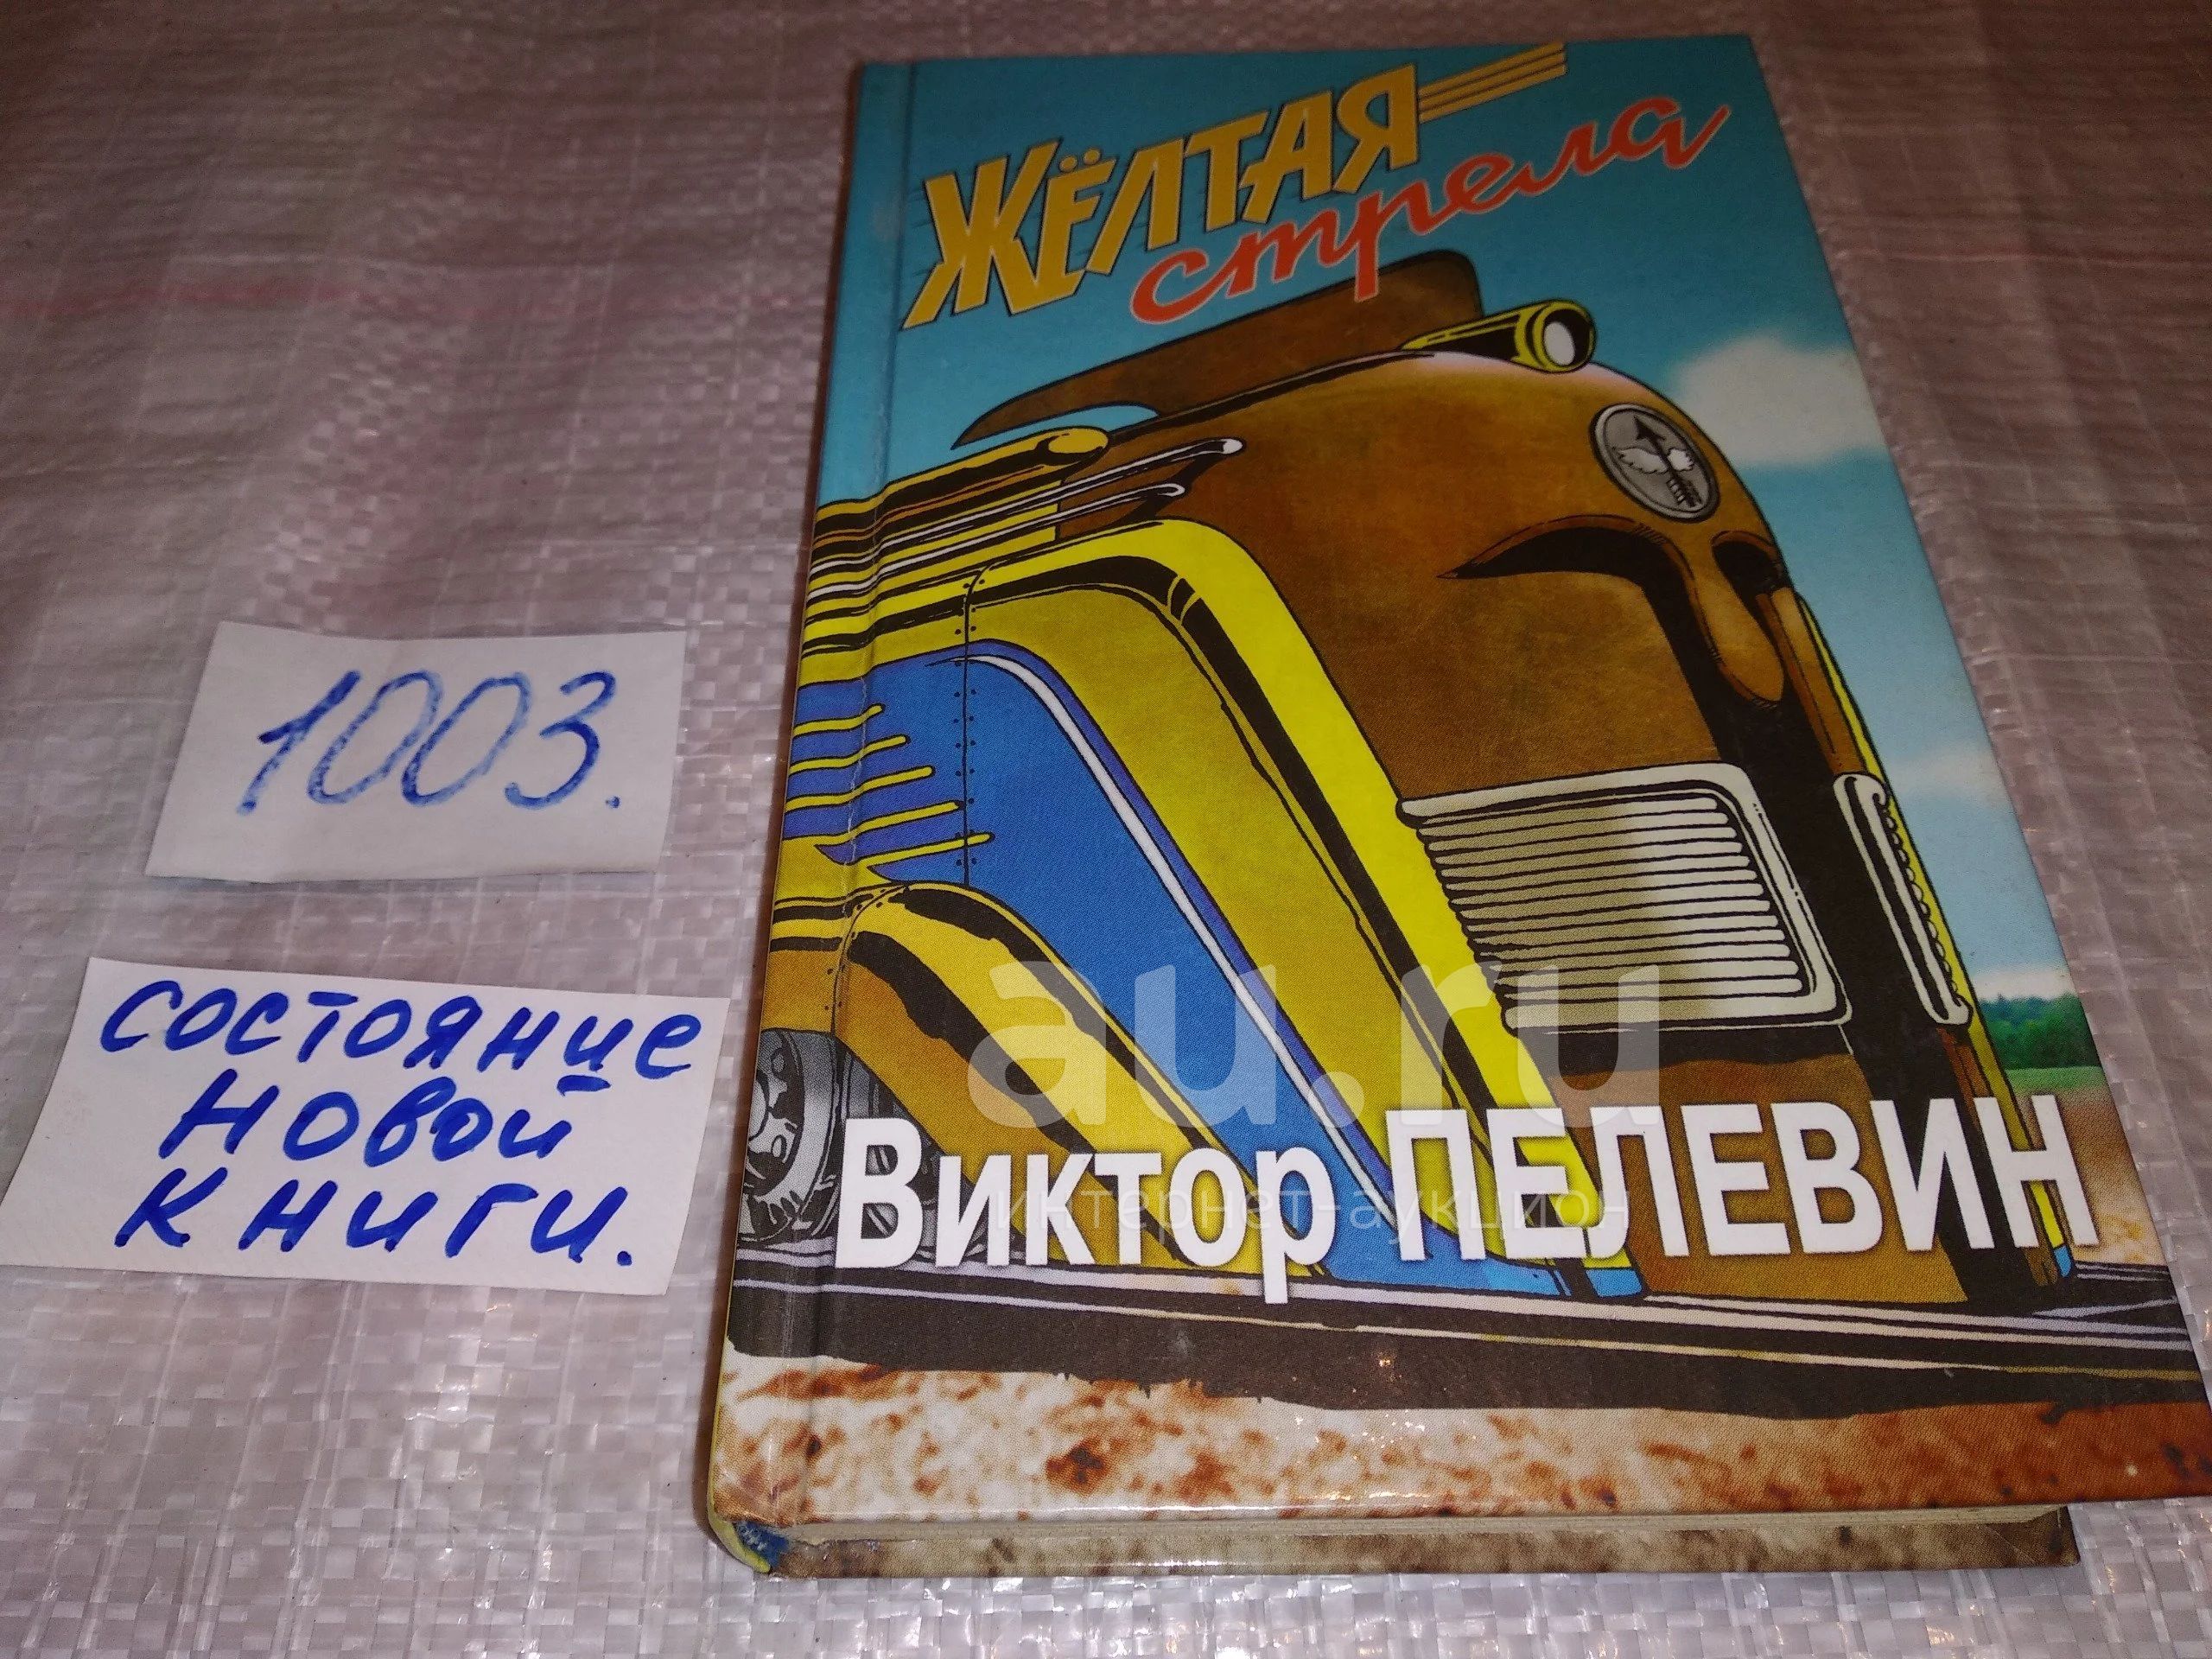 ЖЁЛТАЯ
стрела
1003.
состояние
новой
книги.
au.ru
интернет-аукцион
Виктор ПЕЛЕВИН